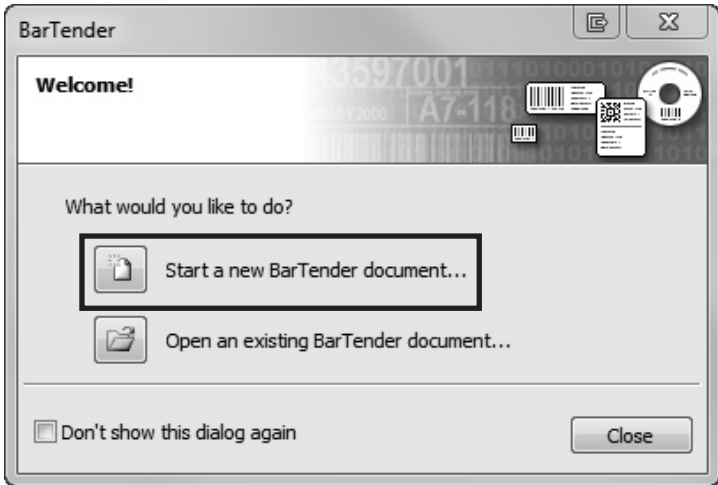 BarTender
Welcome!
43597001
MAY2000
A7-118
What would you like to do?
Start a new BarTender document...
Open an existing BarTender document...
Don't show this dialog again
Close